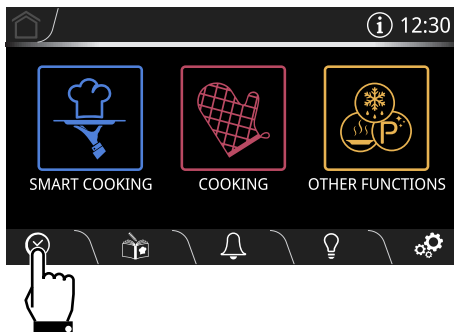 12:30
SMART COOKING
COOKING
OTHER FUNCTIONS
P